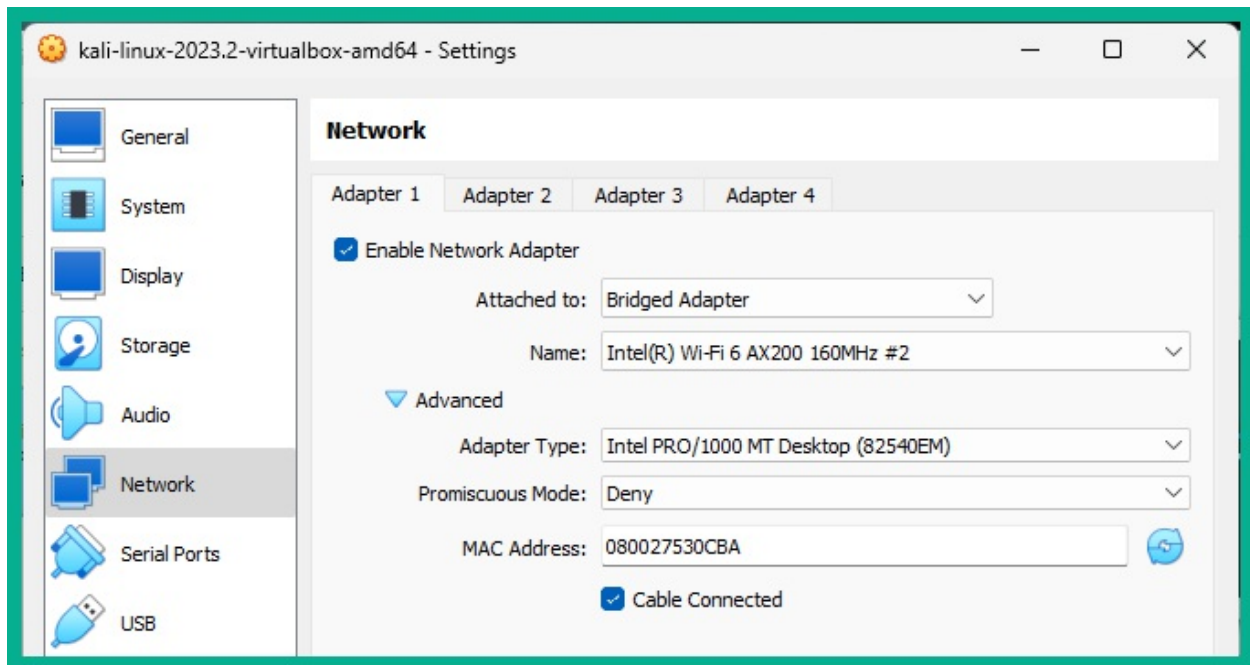 kali-linux-2023.2-virtualbox-amd64 - Settings
General
System
Display
Storage
Audio
Network
Serial Ports
USB
Network
Adapter 1 Adapter 2 Adapter 3 Adapter 4
Enable Network Adapter
Attached to: Bridged Adapter
Name: Intel(R) Wi-Fi 6 AX200 160MHz #2
Advanced
Adapter Type: Intel PRO/1000 MT Desktop (82540EM)
Promiscuous Mode: Deny
MAC Address: 080027530CBA
Cable Connected